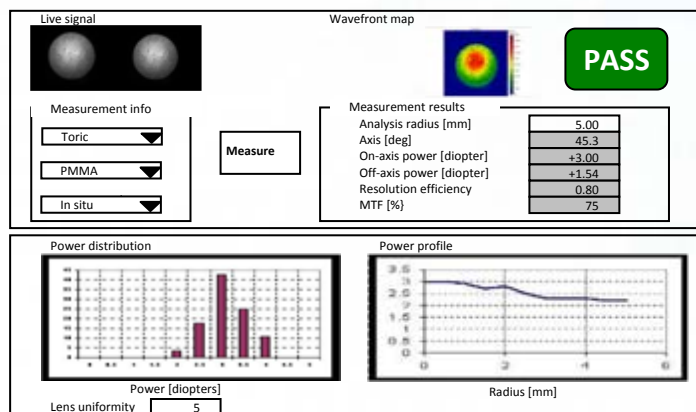 Live signal
Wavefront map
PASS
Measurement info
Toric
PMMA
In situ
Measure
Measurement results
Analysis radius [mm] 5.00
Axis [deg] 45.3
On-axis power [diopter] +3.00
Off-axis power [diopter] +1.54
Resolution efficiency 0.80
MTF [%} 75
Power distribution
Power [diopters]
Lens uniformity 5
Power profile
3.5
3
2.5
2
1.5
1
0.5
0
0 2 4 6
Radius [mm]